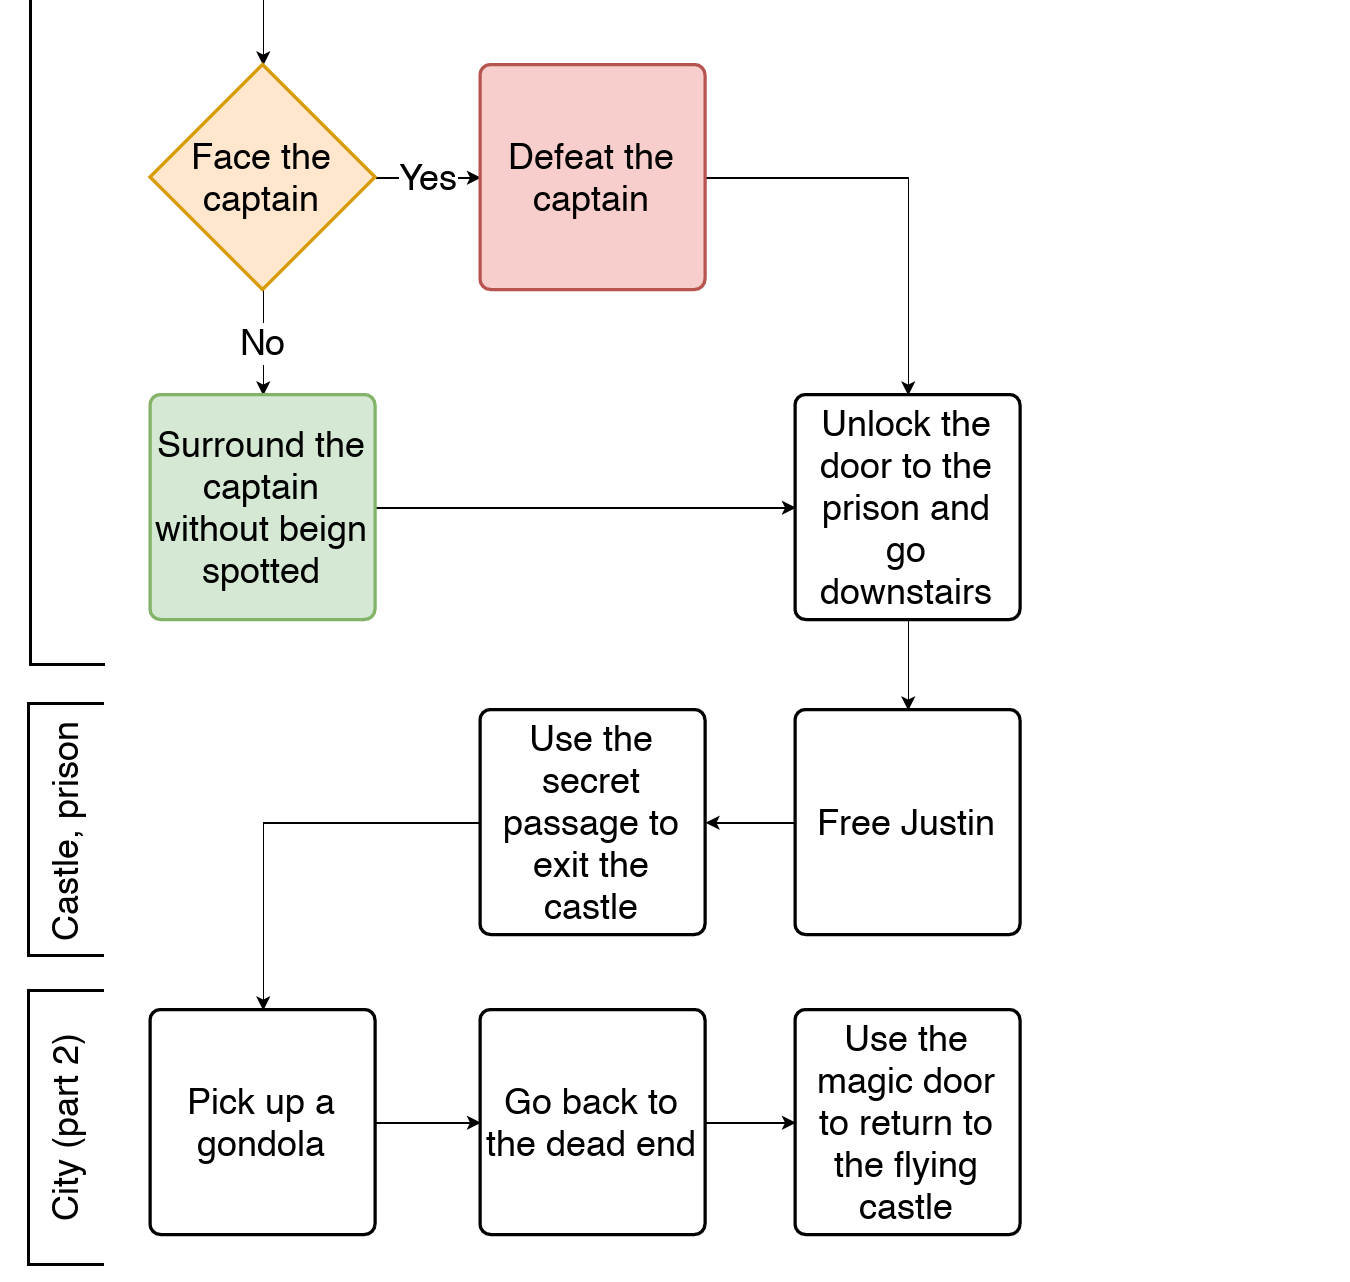 Face the
captain
Yes
Defeat the
captain
No
Surround the
captain
without beign
spotted
Unlock the
door to the
prison and
go
downstairs
Castle, prison
Use the
secret
passage to
exit the
castle
Free Justin
City (part 2)
Pick up a
gondola
Go back to
the dead end
Use the
magic door
to return to
the flying
castle